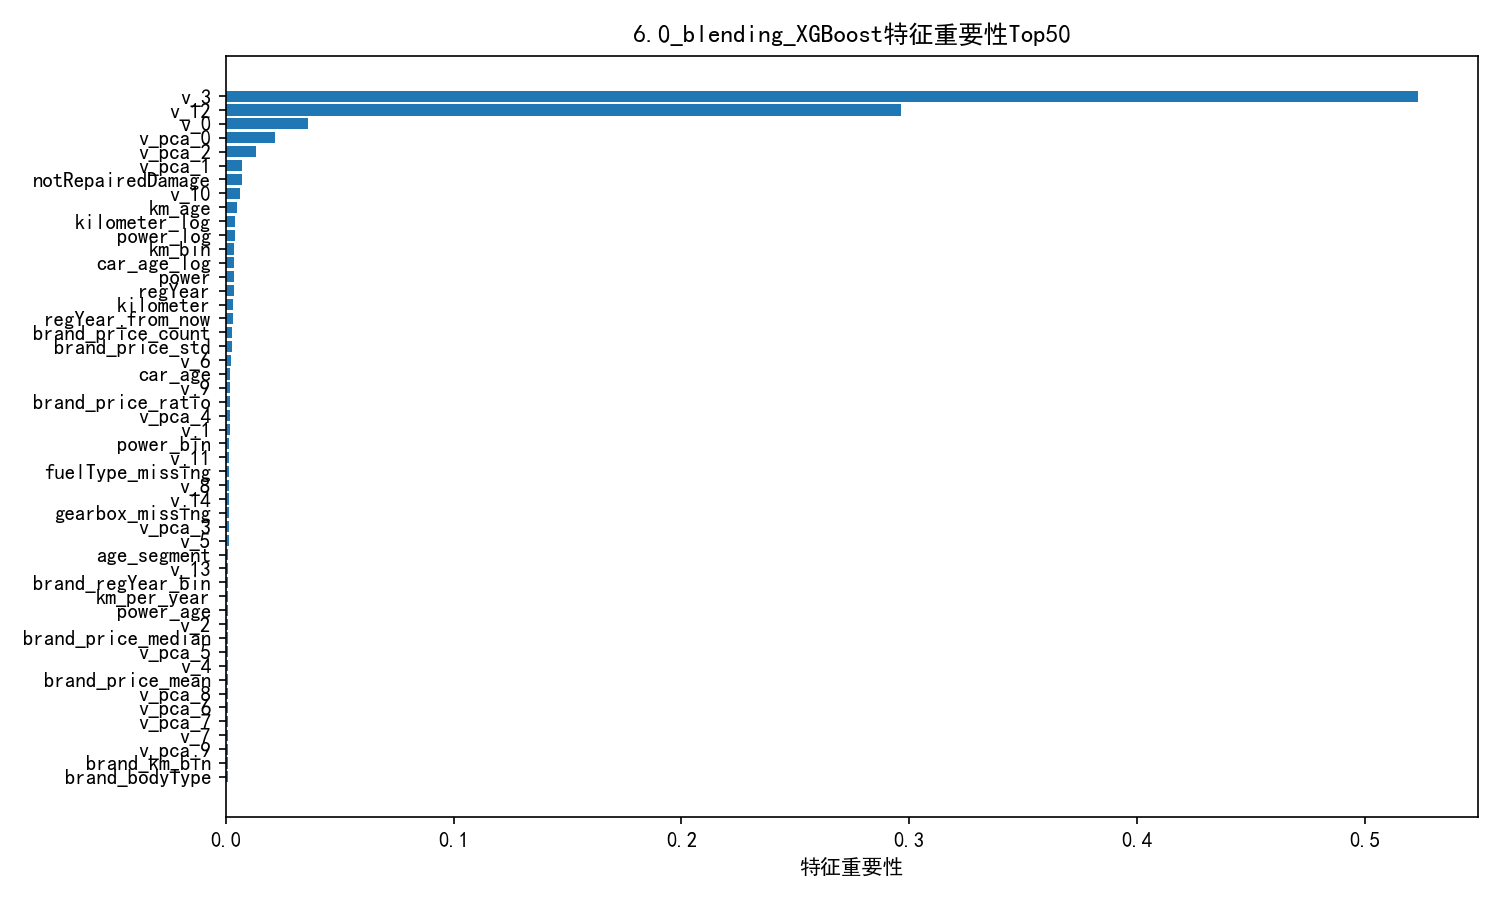 6.0_blending_XGBoost特征重要性Top50
v_3
v_12
v_0
v_pca_0
v_pca_2
v_pca_1
notRepairedDamage
v_10
km_age
kilometer_log
power_log
km_bin
car_age_log
power
regYear
kilometer
regYear_from_now
brand_price_count
brand_price_std
v_6
car_age
v_9
brand_price_ratio
v_pca_4
v_1
power_bin
v_11
fuelType_missing
v_8
v_14
gearbox_missing
v_pca_3
v_5
age_segment
v_13
brand_regYear_bin
km_per_year
power_age
v_2
brand_price_median
v_pca_5
v_4
brand_price_mean
v_pca_8
v_pca_6
v_pca_7
v_7
v_pca_9
brand_km_bin
brand_bodyType
0.0 0.1 0.2 0.3 0.4 0.5
特征重要性